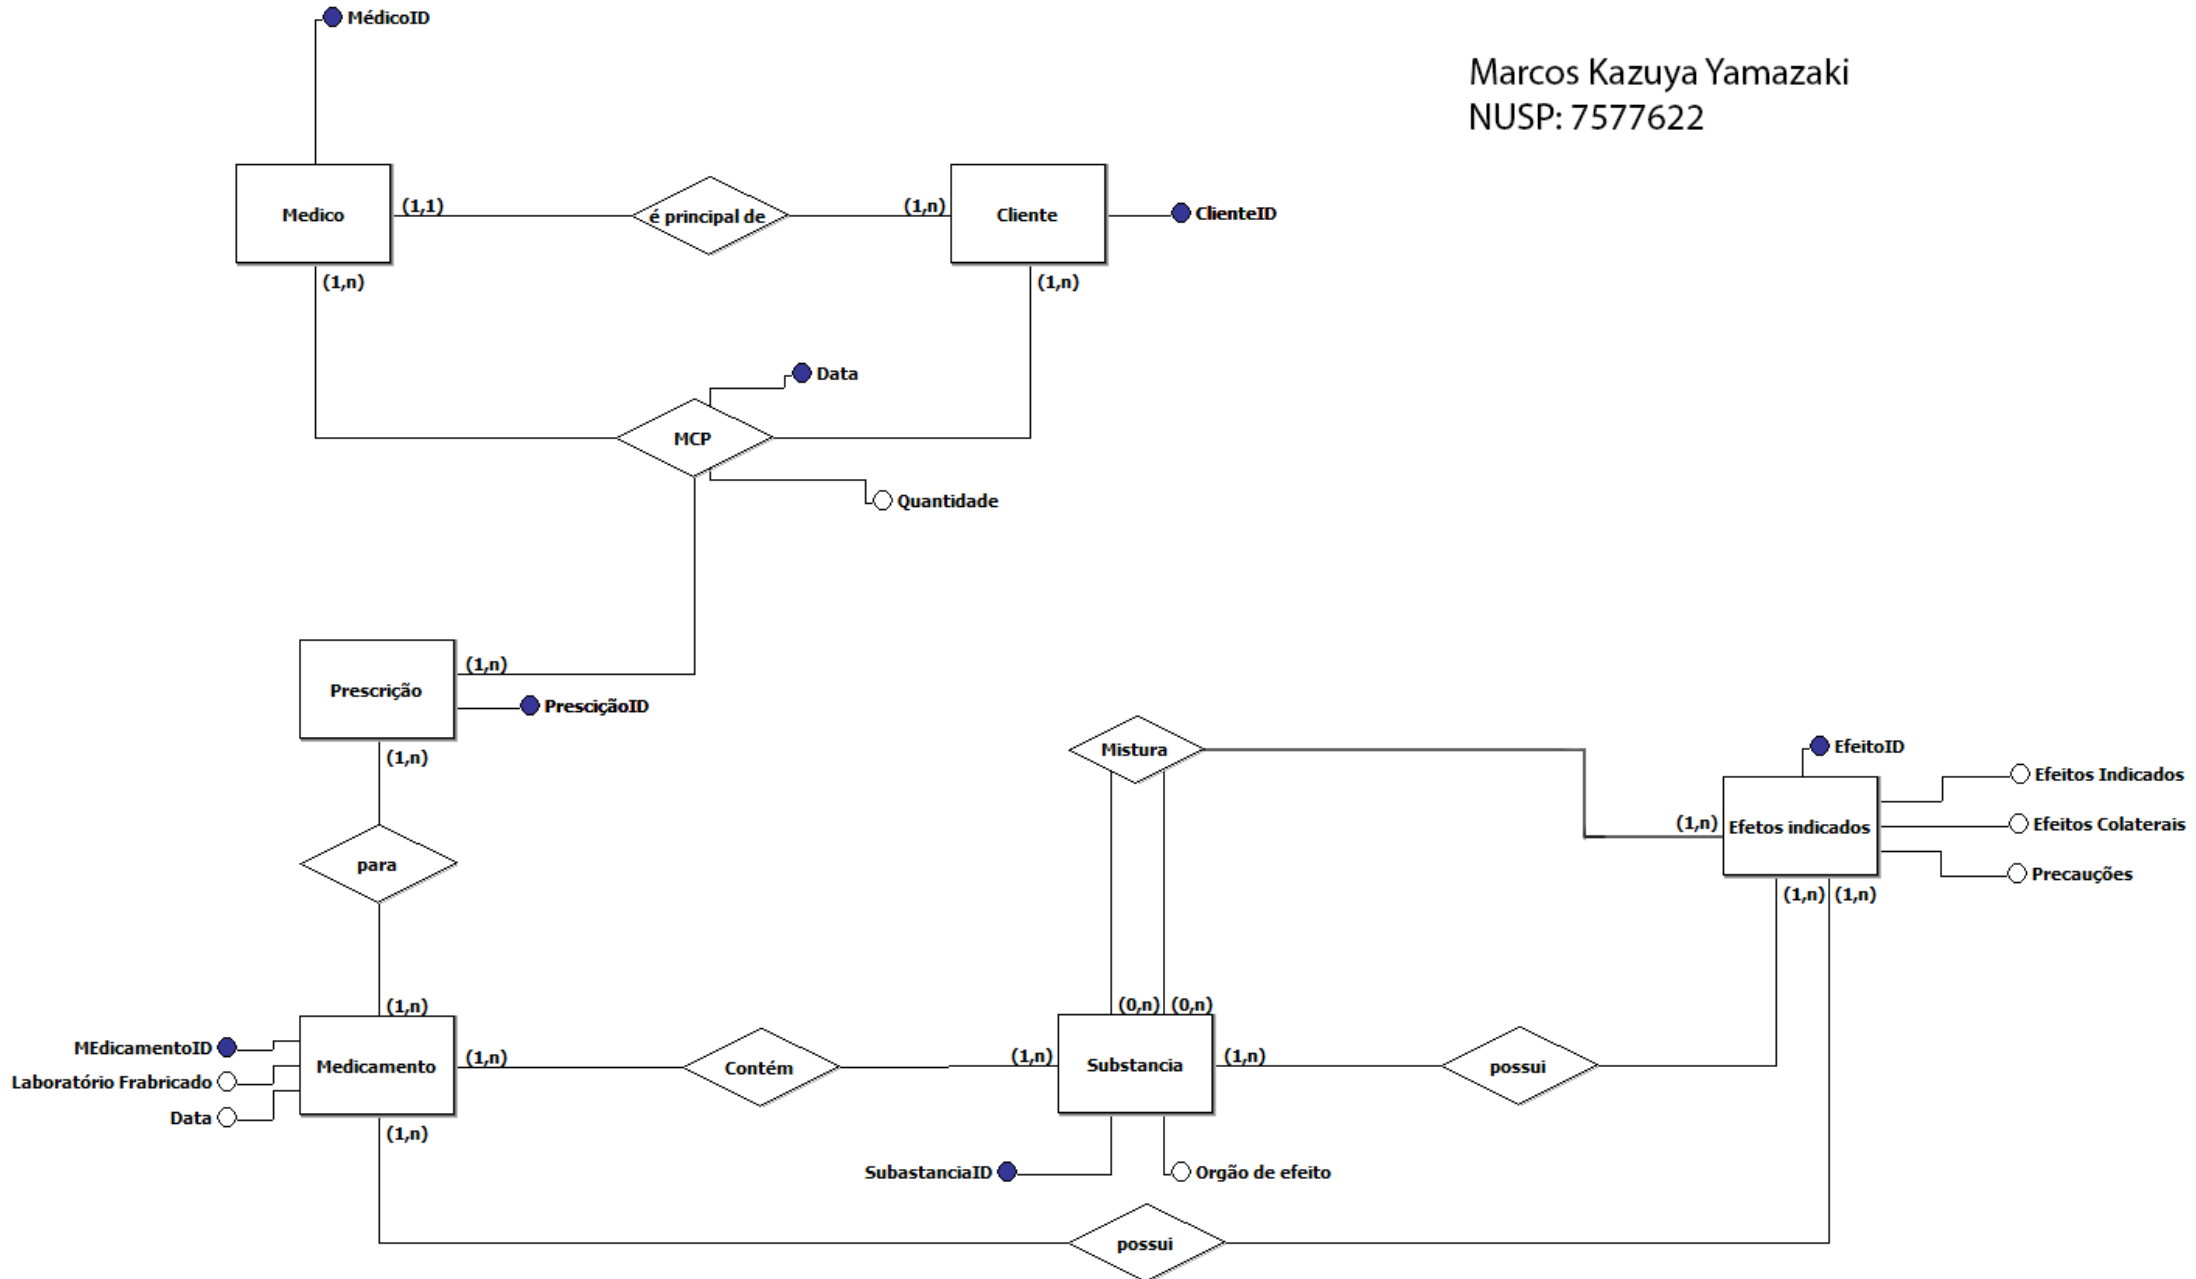 MédicoID
Marcos Kazuya Yamazaki
NUSP: 7577622
Medico
(1,1)
é principal de
(1,n)
Cliente
ClienteID
(1,n)
(1,n)
Data
MCP
Quantidade
(1,n)
Prescrição
PresciçãoID
(1,n)
Mistura
EfeitoID
Efeitos Indicados
(1,n)
Efetos indicados
Efeitos Colaterais
Precauções
(1,n)
(1,n)
para
(1,n)
(0,n)
(0,n)
MEdicamentoID
Laboratório Frabricado
Data
Medicamento
(1,n)
Contém
(1,n)
Substancia
(1,n)
possui
(1,n)
SubastanciaID
Orgão de efeito
possui